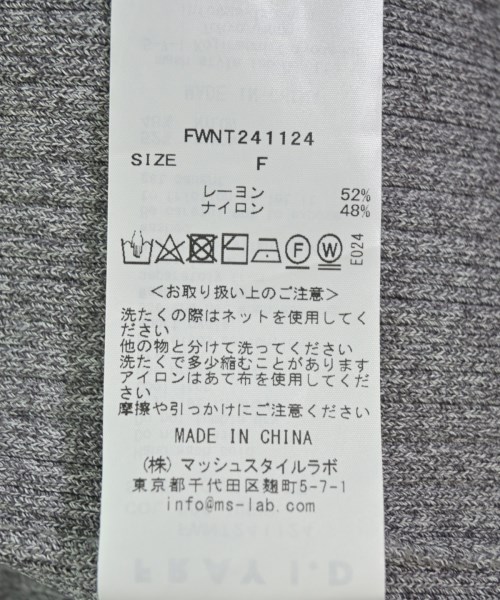 FWNT241124
SIZE F
レーヨン 52%
ナイロン 48%
F W E024
<お取り扱い上のご注意>
洗たくの際はネットを使用してく
ださい
他の物と分けて洗ってください
洗たくで多少縮むことがあります
アイロンはあて布を使用してくだ
さい
摩擦や引っかけにご注意ください
MADE IN CHINA
(株)マッシュスタイルラボ
東京都千代田区麹町5-7-1
info@ms-lab.com
FRAY I.D